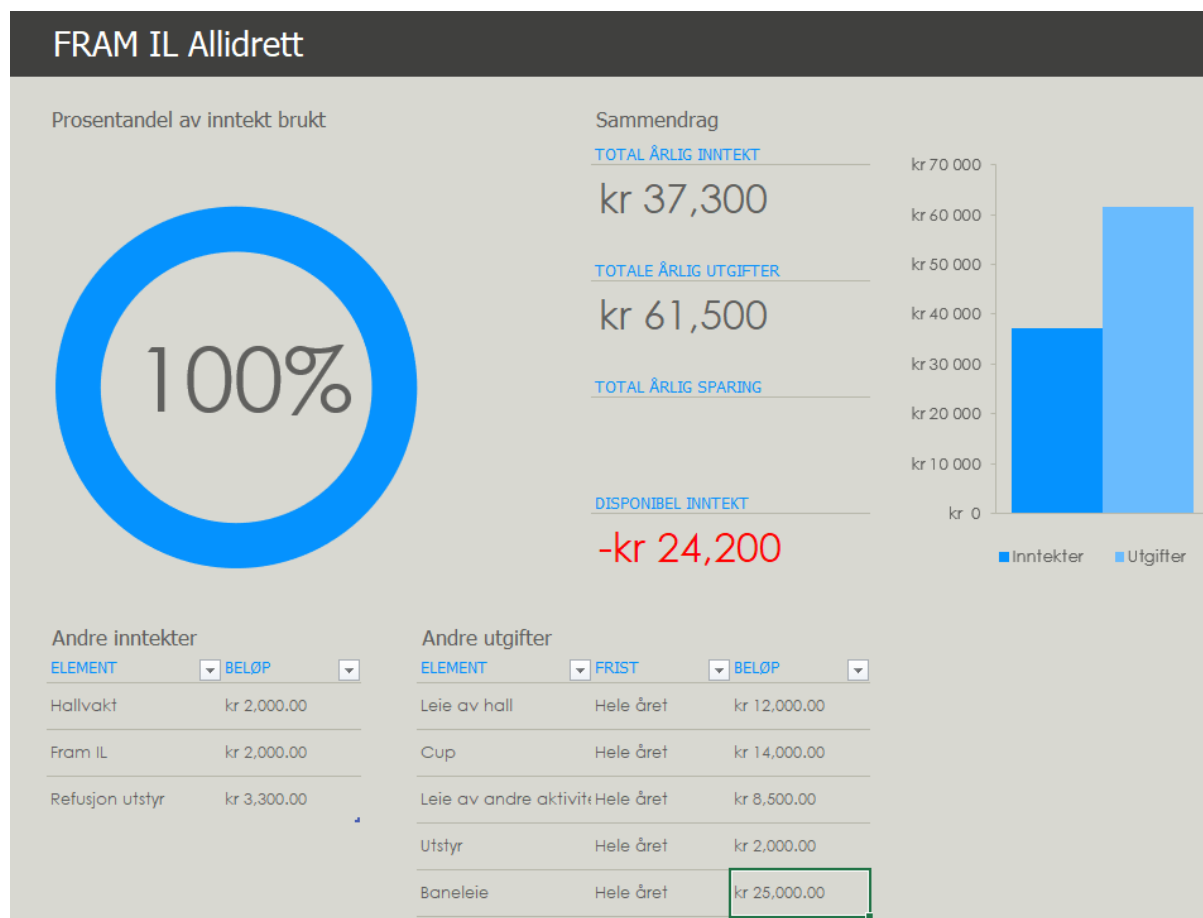 FRAM IL Allidrett
Prosentandel av inntekt brukt
100%
Sammendrag
TOTAL ÅRLIG INNTEKT
kr 37,300
TOTALE ÅRLIG UTGIFTER
kr 61,500
TOTAL ÅRLIG SPARING
DISPONIBEL INNTEKT
-kr 24,200
kr 70 000
kr 60 000
kr 50 000
kr 40 000
kr 30 000
kr 20 000
kr 10 000
kr 0
Inntekter Utgifter
Andre inntekter
ELEMENT BELØP
Hallvakt kr 2,000.00
Fram IL kr 2,000.00
Refusjon utstyr kr 3,300.00
Andre utgifter
ELEMENT FRIST BELØP
Leie av hall Hele året kr 12,000.00
Cup Hele året kr 14,000.00
Leie av andre aktivite Hele året kr 8,500.00
Utstyr Hele året kr 2,000.00
Baneleie Hele året kr 25,000.00